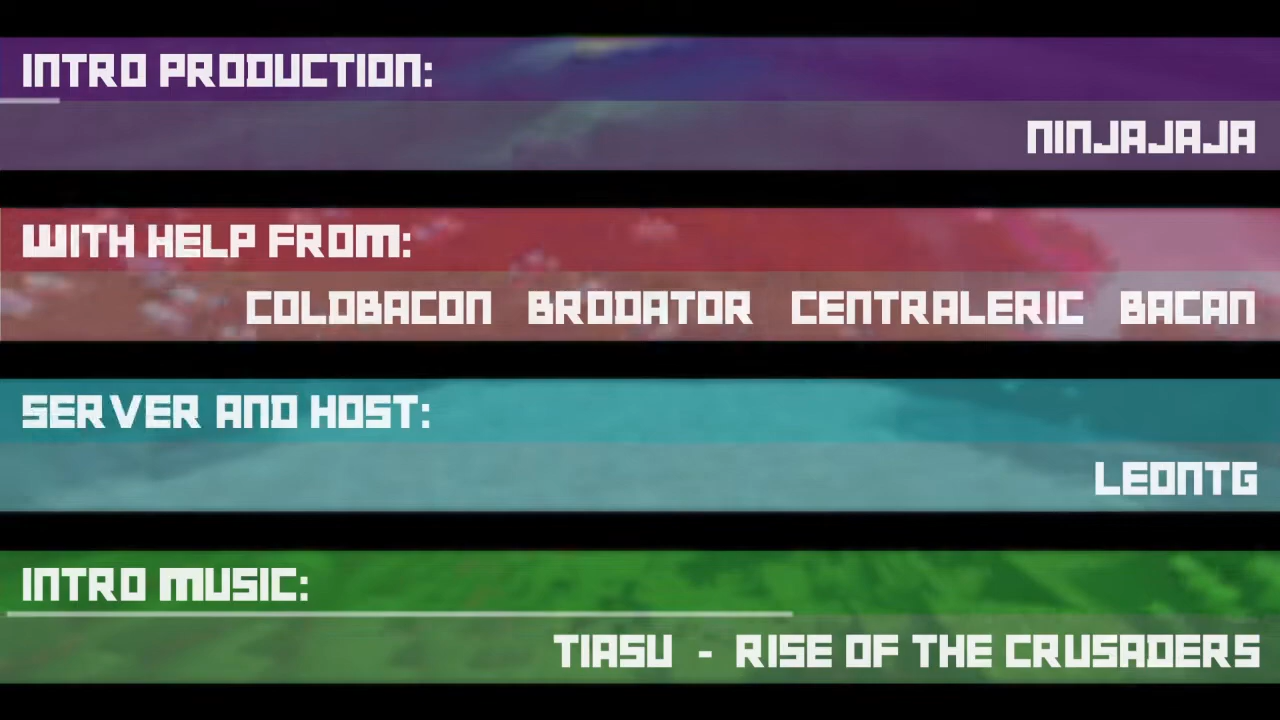 INTRO PRODUCTION:
NINJAJAJA
WITH HELP FROM:
COLDBACON BRODATOR CENTRALERIC BACAN
SERVER AND HOST:
LEONTG
INTRO MUSIC:
TIASU - RISE OF THE CRUSADERS